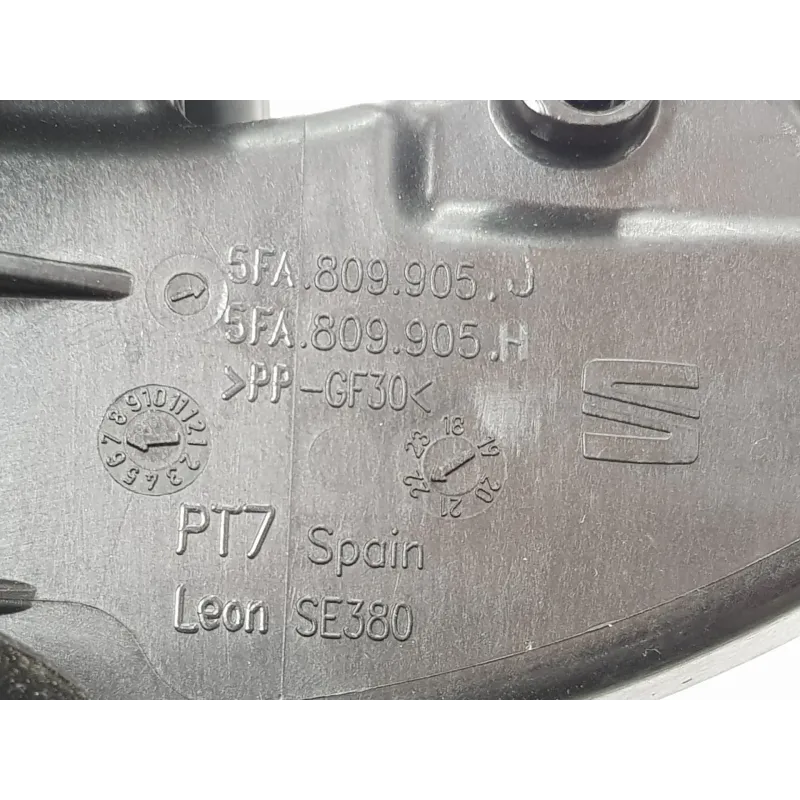 5FA.809.905.J
5FA.809.905.H
>PP-GF30<
1 2 3 4 5 6 7 8 9 10 11 12
18 19 20 21 22 23
PT7 Spain
Leon SE380